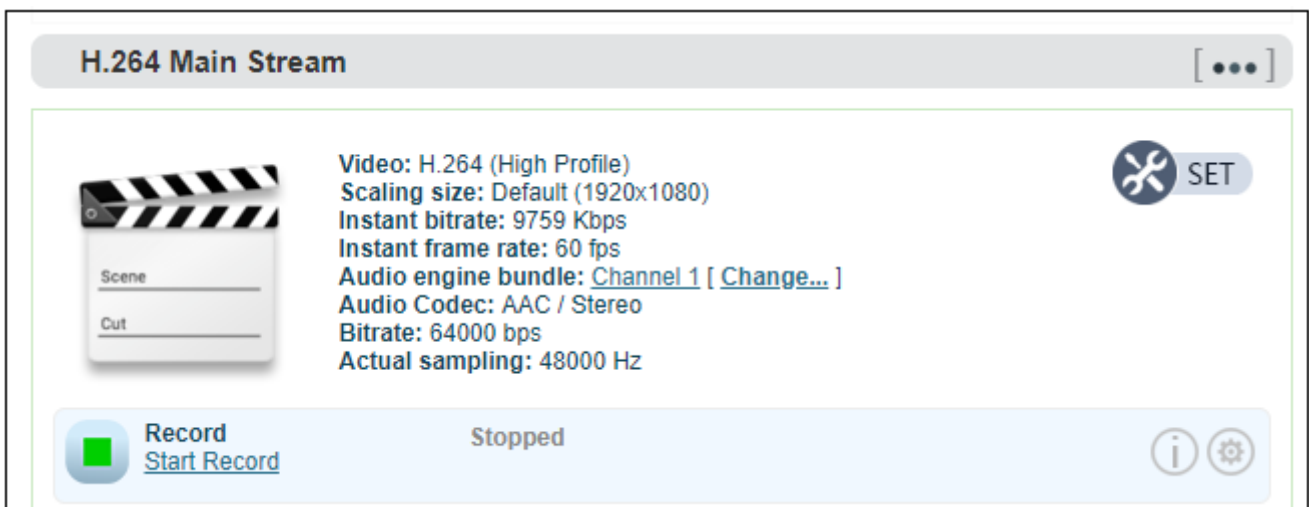 H.264 Main Stream
[ ••• ]
Video: H.264 (High Profile)
Scaling size: Default (1920x1080)
Instant bitrate: 9759 Kbps
Instant frame rate: 60 fps
Audio engine bundle: Channel 1 [ Change... ]
Audio Codec: AAC / Stereo
Bitrate: 64000 bps
Actual sampling: 48000 Hz
SET
Scene
Cut
Record
Start Record
Stopped
i